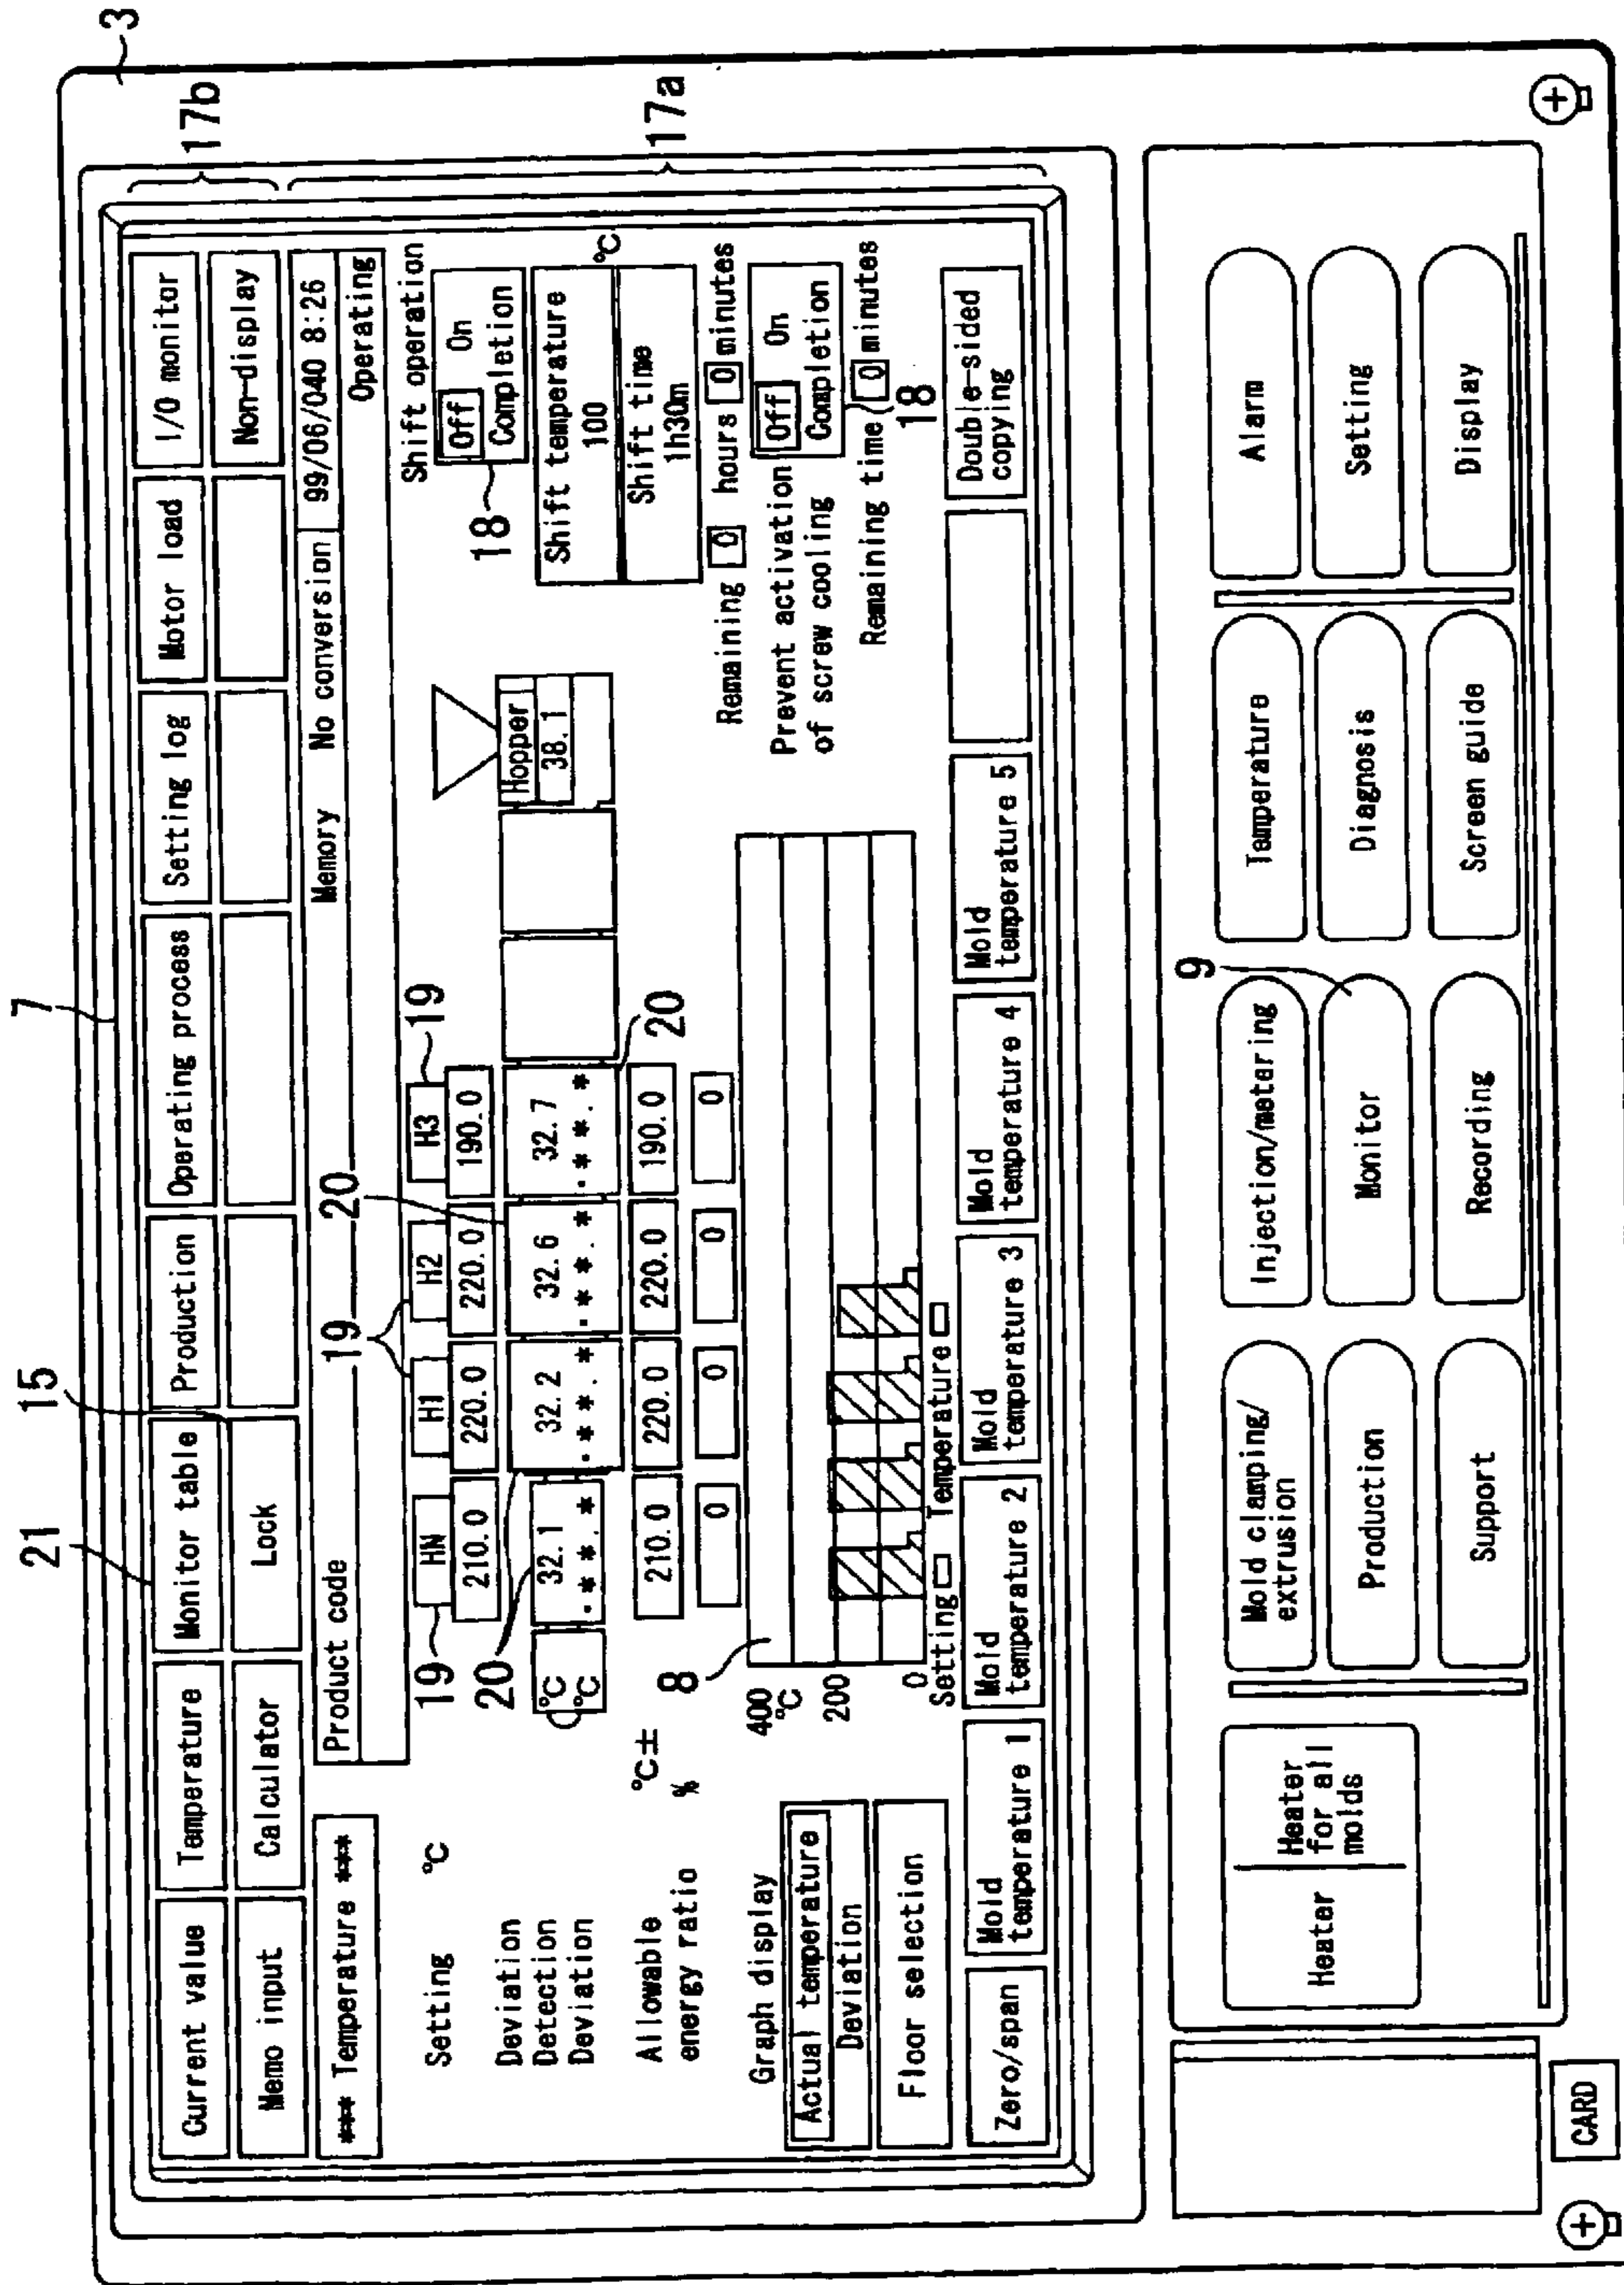 7
21
15
3
17b
17a
Current value
Temperature
Monitor table
Production
Operating process
Setting log
Motor load
I/O monitor
Memo input
Calculator
Lock
Non-display
*** Temperature ***
Product code
Memory
No conversion
99/06/040 8:26
Operating
19
20
Setting
℃
19
HN
H1
H2
H3
19
210.0
220.0
220.0
190.0
Shift operation
Off
On
Completion
18
Deviation
Detection
Deviation
20
℃
℃
32.1
.***.*
32.2
.***.*
32.6
.***.*
32.7
.***.*
Hopper
38.1
Shift temperature
100
℃
Shift time
1h30m
Allowable
energy ratio
℃±
%
210.0
220.0
220.0
190.0
20
0
0
0
0
Remaining 0 hours 0 minutes
Prevent activation
of screw cooling
Off
On
Completion
Remaining time 0 minutes
18
Graph display
Actual temperature
Deviation
Floor selection
8
400
℃
200
0
Setting
Temperature
Zero/span
Mold
temperature 1
Mold
temperature 2
Mold
temperature 3
Mold
temperature 4
Mold
temperature 5
Double-sided
copying
Heater
Heater
for all
molds
Mold clamping/
extrusion
Injection/metering
9
Temperature
Alarm
Production
Monitor
Diagnosis
Setting
Support
Recording
Screen guide
Display
CARD